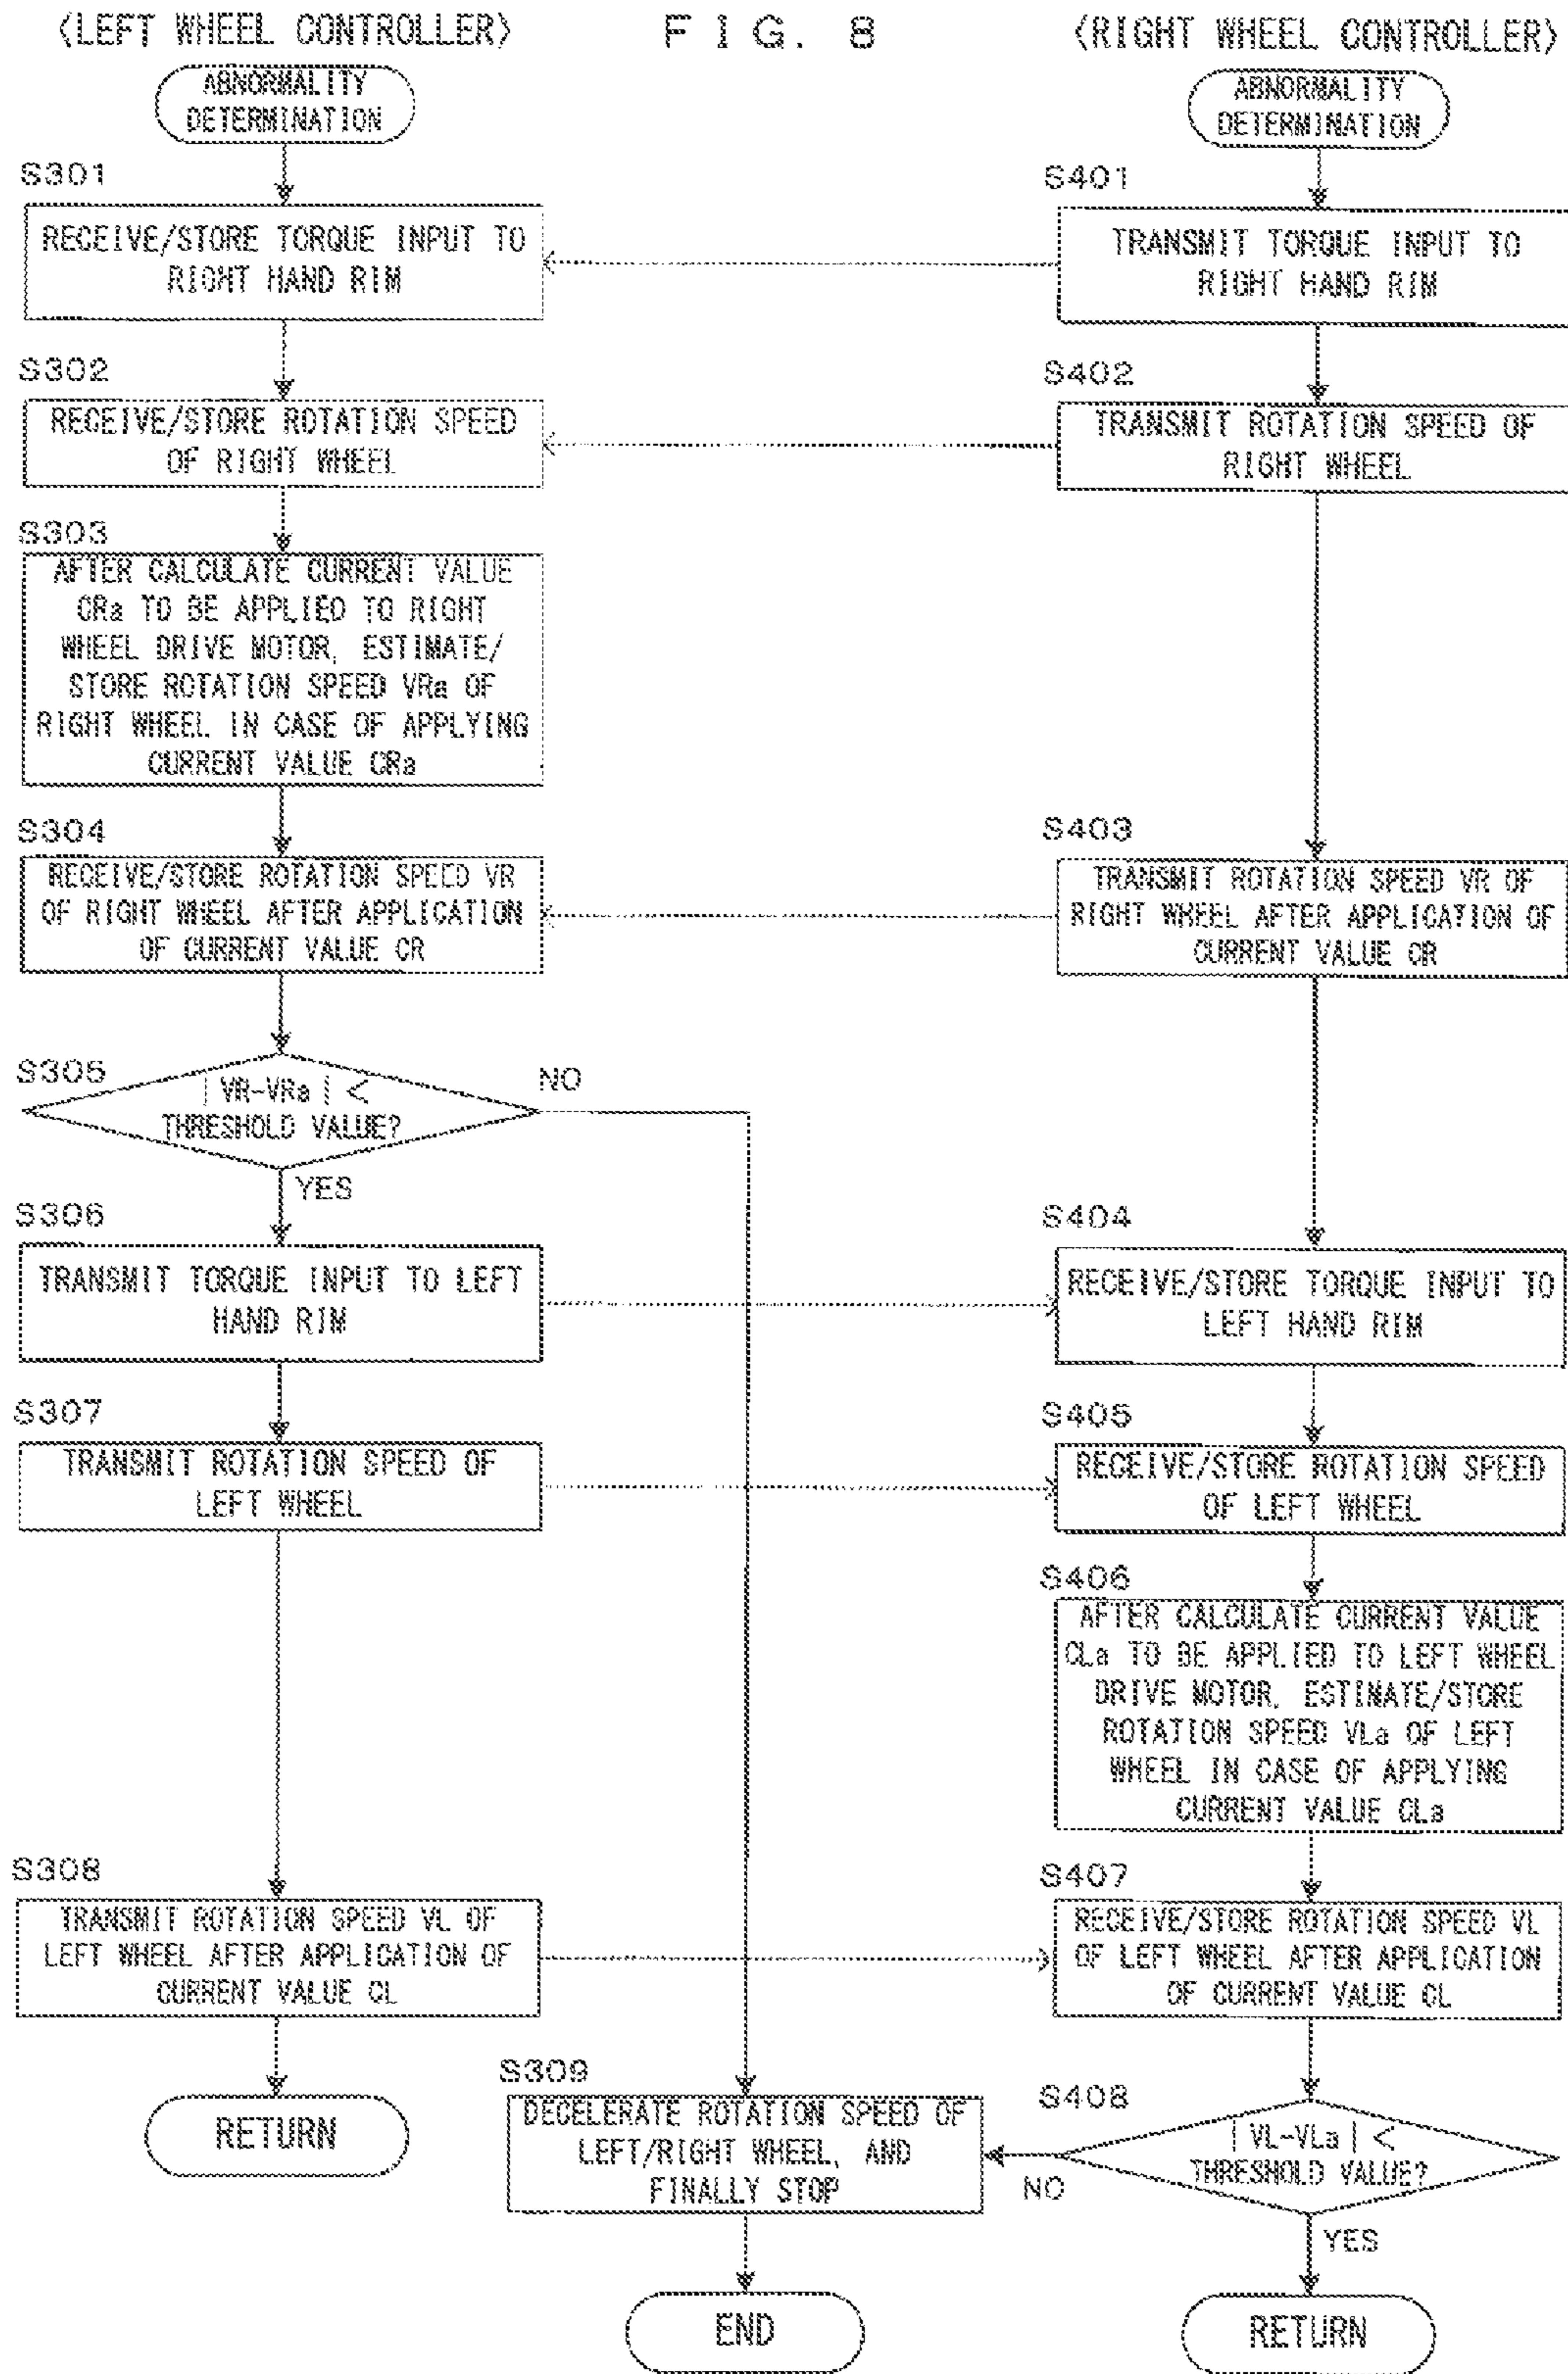 〈LEFT WHEEL CONTROLLER〉
FIG. 8
〈RIGHT WHEEL CONTROLLER〉
ABNORMALITY
DETERMINATION
S301
RECEIVE/STORE TORQUE INPUT TO
RIGHT HAND RIM
S302
RECEIVE/STORE ROTATION SPEED
OF RIGHT WHEEL
S303
AFTER CALCULATE CURRENT VALUE
CRa TO BE APPLIED TO RIGHT
WHEEL DRIVE MOTOR, ESTIMATE/
STORE ROTATION SPEED VRa OF
RIGHT WHEEL IN CASE OF APPLYING
CURRENT VALUE CRa
S304
RECEIVE/STORE ROTATION SPEED VR
OF RIGHT WHEEL AFTER APPLICATION
OF CURRENT VALUE CR
S305
| VR-VRa | <
THRESHOLD VALUE?
NO
YES
S306
TRANSMIT TORQUE INPUT TO LEFT
HAND RIM
S307
TRANSMIT ROTATION SPEED OF
LEFT WHEEL
S308
TRANSMIT ROTATION SPEED VL OF
LEFT WHEEL AFTER APPLICATION OF
CURRENT VALUE CL
RETURN
S309
DECELERATE ROTATION SPEED OF
LEFT/RIGHT WHEEL, AND
FINALLY STOP
END
ABNORMALITY
DETERMINATION
S401
TRANSMIT TORQUE INPUT TO
RIGHT HAND RIM
S402
TRANSMIT ROTATION SPEED OF
RIGHT WHEEL
S403
TRANSMIT ROTATION SPEED VR OF
RIGHT WHEEL AFTER APPLICATION OF
CURRENT VALUE CR
S404
RECEIVE/STORE TORQUE INPUT TO
LEFT HAND RIM
S405
RECEIVE/STORE ROTATION SPEED
OF LEFT WHEEL
S406
AFTER CALCULATE CURRENT VALUE
CLa TO BE APPLIED TO LEFT WHEEL
DRIVE MOTOR, ESTIMATE/STORE
ROTATION SPEED VLa OF LEFT
WHEEL IN CASE OF APPLYING
CURRENT VALUE CLa
S407
RECEIVE/STORE ROTATION SPEED VL
OF LEFT WHEEL AFTER APPLICATION
OF CURRENT VALUE CL
S408
| VL-VLa | <
THRESHOLD VALUE?
NO
YES
RETURN